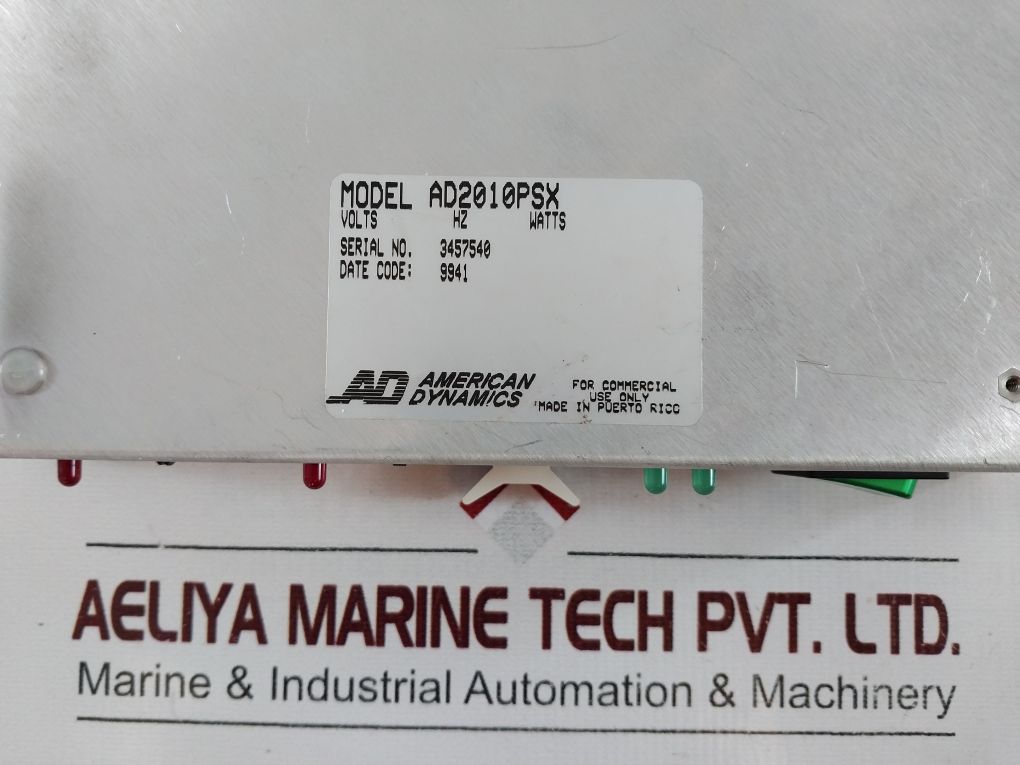 MODEL AD2010PSX
VOLTS HZ WATTS
SERIAL NO. 3457540
DATE CODE: 9941
AD AMERICAN DYNAMICS
FOR COMMERCIAL
USE ONLY
MADE IN PUERTO RICO
AELIYA MARINE TECH PVT. LTD.
Marine & Industrial Automation & Machinery